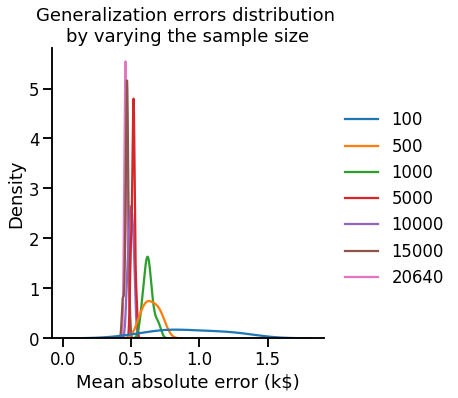 Generalization errors distribution
by varying the sample size
Density
5
4
3
2
1
0
0.0 0.5 1.0 1.5
Mean absolute error (k$)
100
500
1000
5000
10000
15000
20640